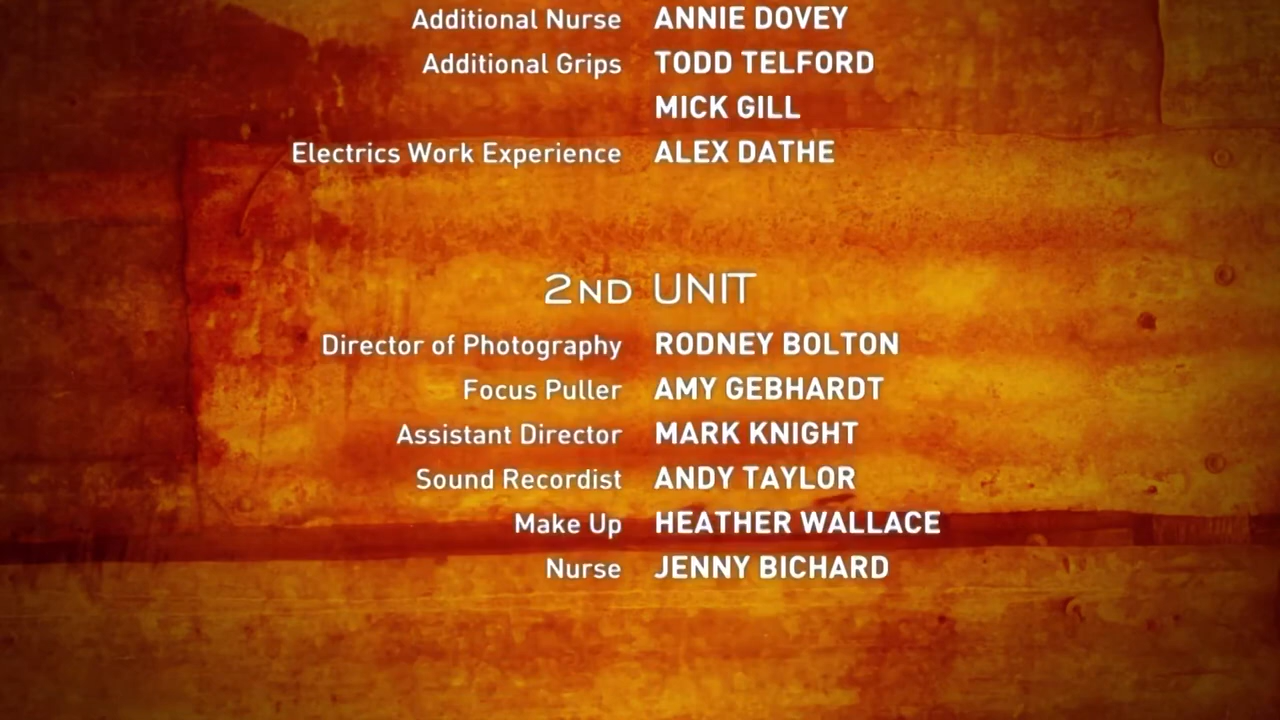 Additional Nurse ANNIE DOVEY
Additional Grips TODD TELFORD
MICK GILL
Electrics Work Experience ALEX DATHE
2ND UNIT
Director of Photography RODNEY BOLTON
Focus Puller AMY GEBHARDT
Assistant Director MARK KNIGHT
Sound Recordist ANDY TAYLOR
Make Up HEATHER WALLACE
Nurse JENNY BICHARD